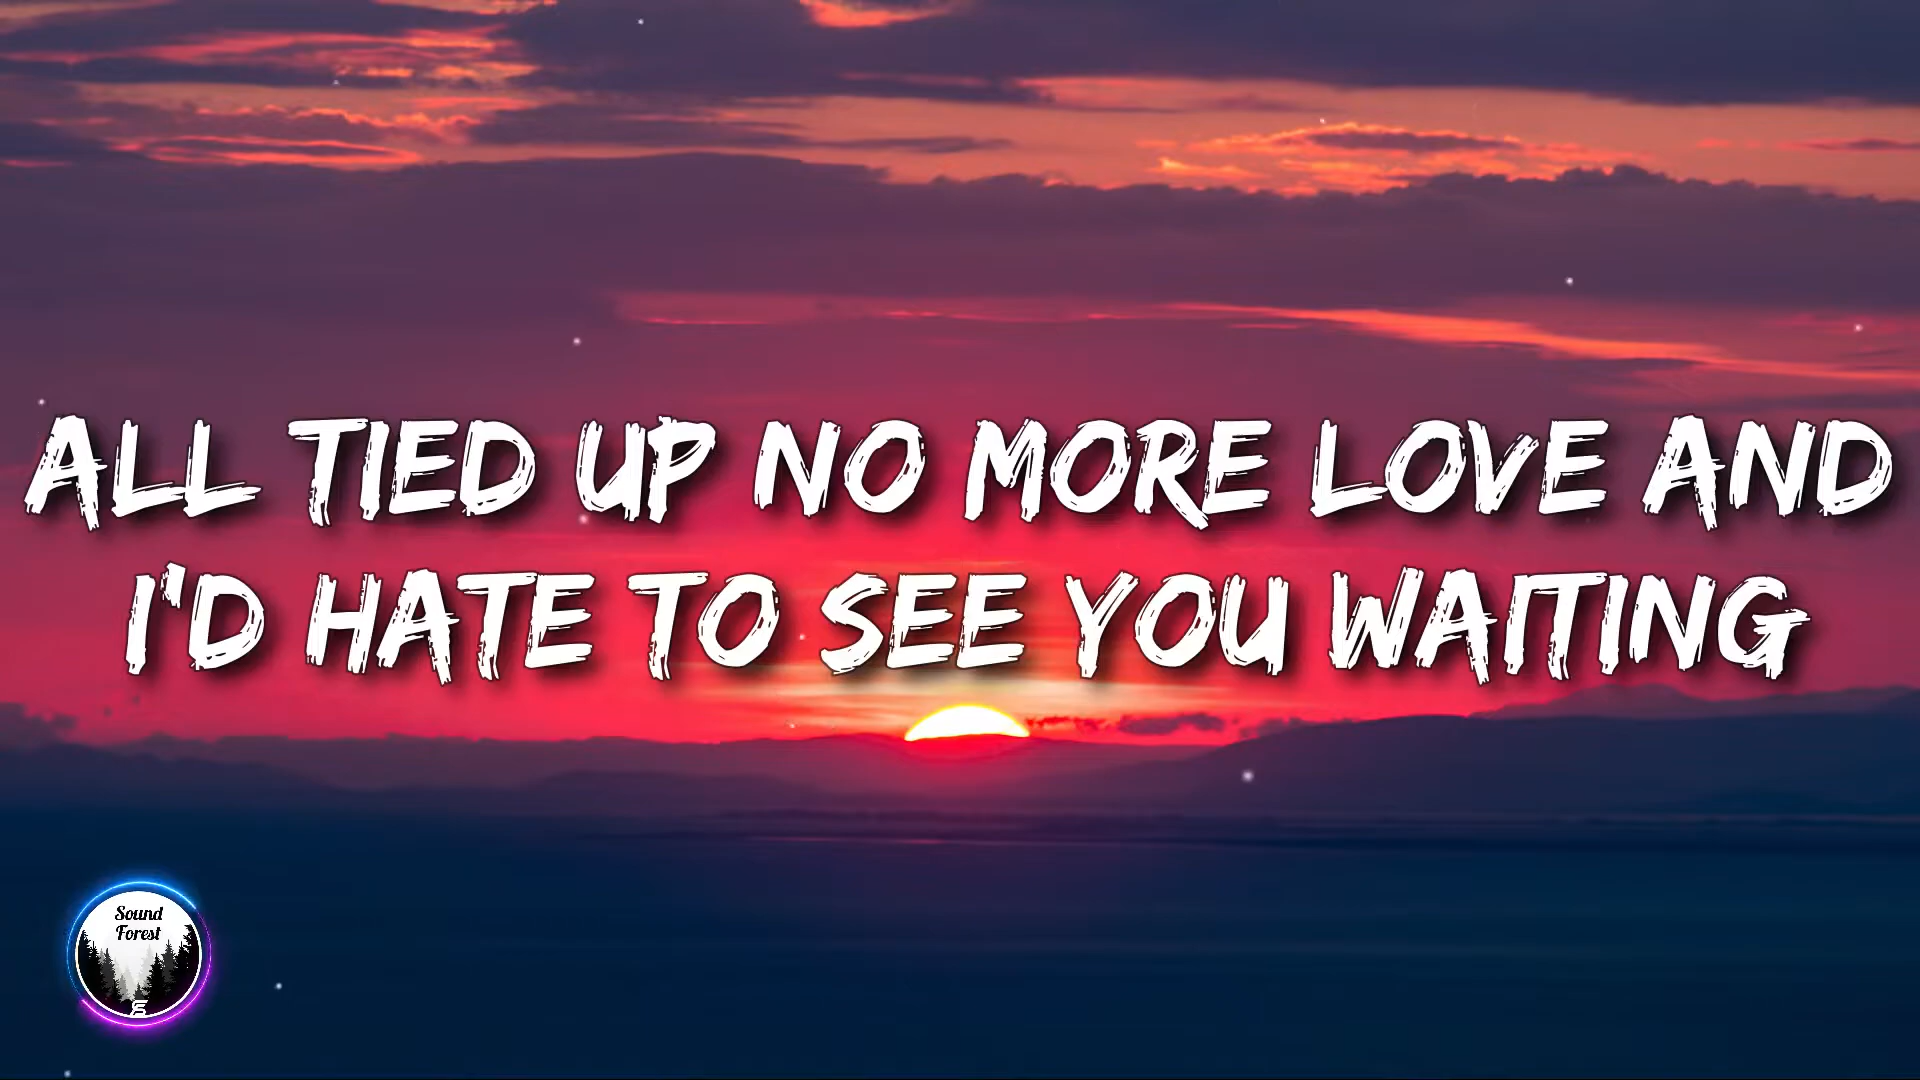 ALL TIED UP NO MORE LOVE AND
I'D HATE TO SEE YOU WAITING
Sound
Forest